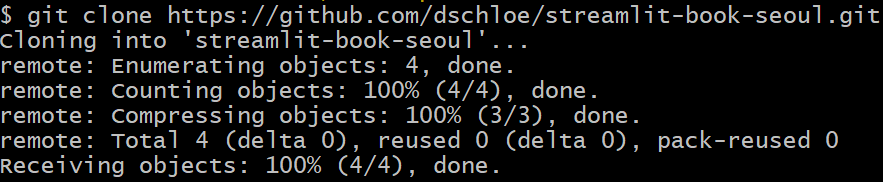 $ git clone https://github.com/dschloe/streamlit-book-seoul.git
Cloning into 'streamlit-book-seoul'...
remote: Enumerating objects: 4, done.
remote: Counting objects: 100% (4/4), done.
remote: Compressing objects: 100% (3/3), done.
remote: Total 4 (delta 0), reused 0 (delta 0), pack-reused 0
Receiving objects: 100% (4/4), done.